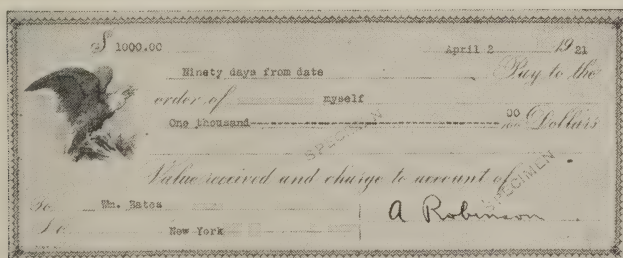 $ 1000.00 April 2 1921
Ninety days from date Pay to the
order of myself
One thousand 00/100 Dollars
SPECIMEN
Value received and charge to account of
SPECIMEN
To Wm. Bates
No New York A Robinson